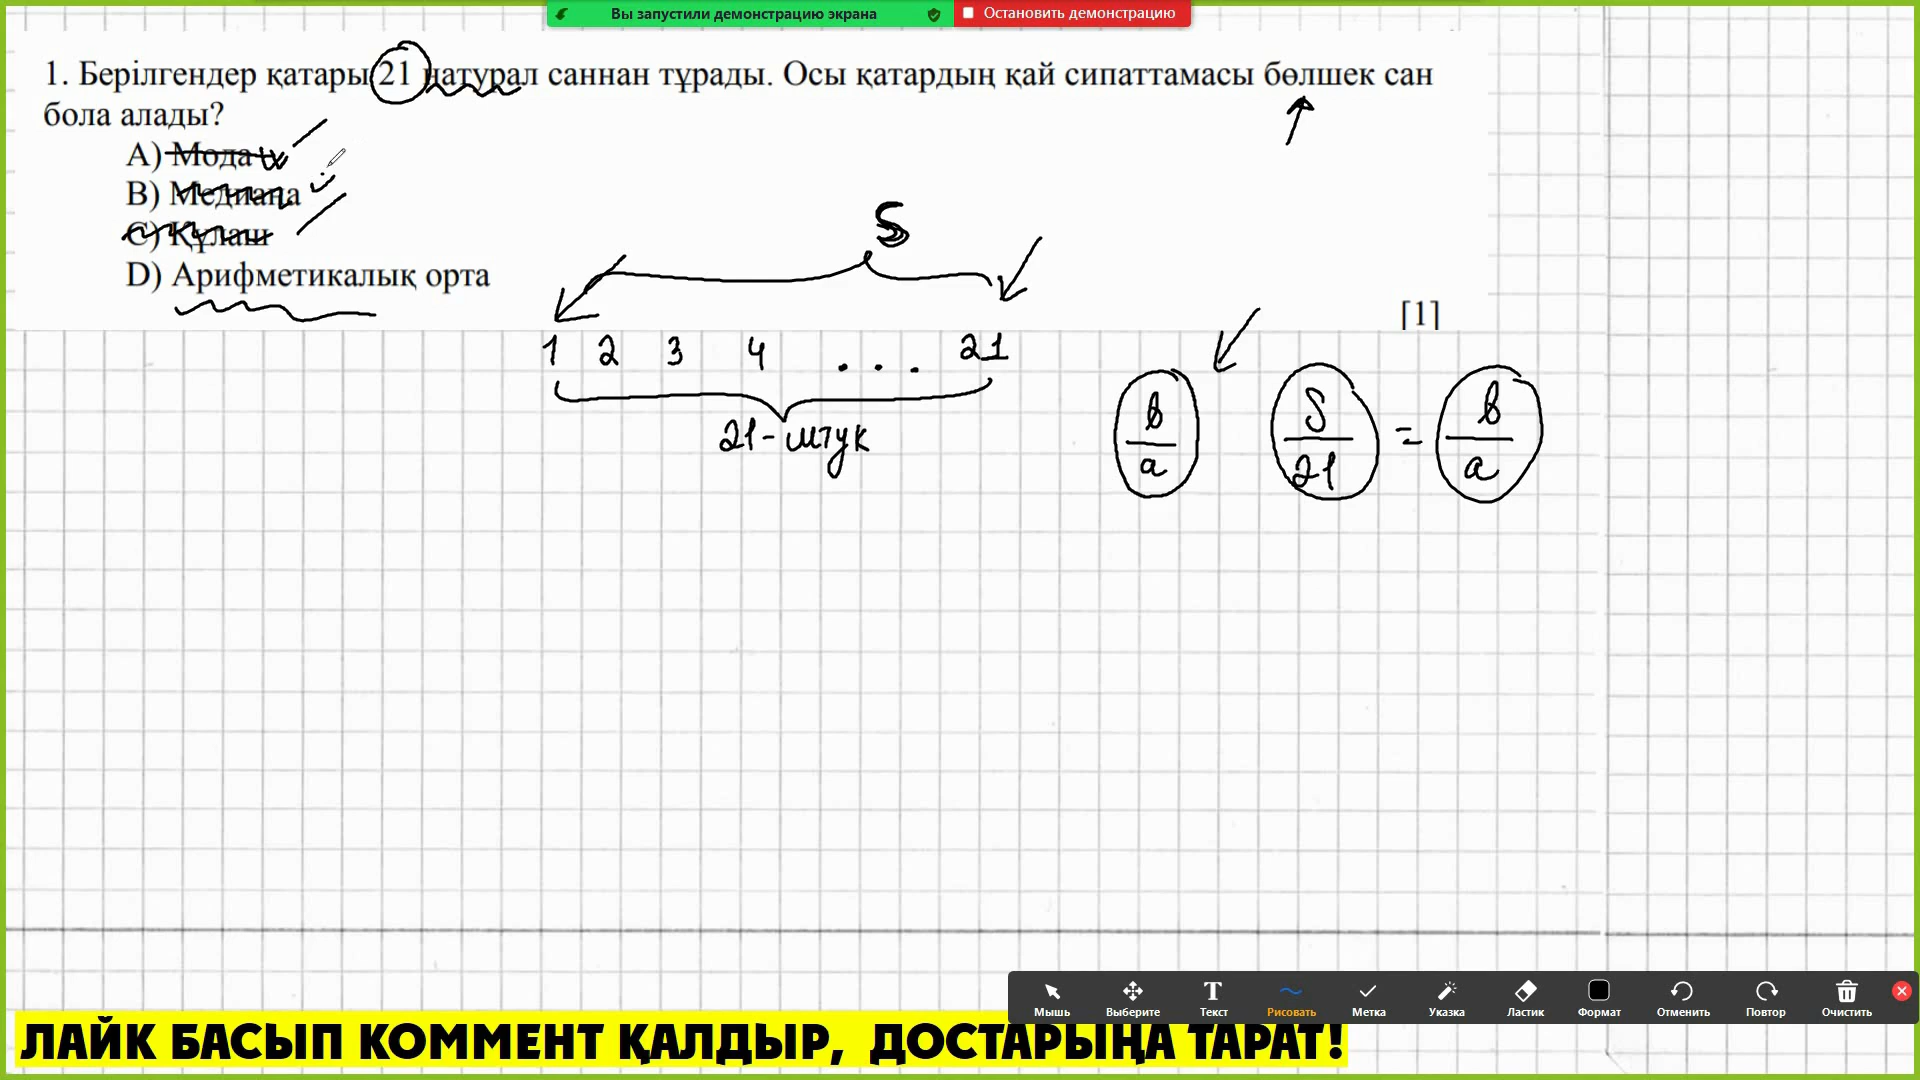 Вы запустили демонстрацию экрана
Остановить демонстрацию
1. Берілгендер қатары 21 натурал саннан тұрады. Осы қатардың қай сипаттамасы бөлшек сан
бола алады?
A) Мода
B) Медиана
C) Құлаш
D) Арифметикалық орта
[1]
S
1 2 3 4 . . . 21
21-штук
в/а S/21 = в/а
Мышь Выберите Текст Рисовать Метка Указка Ластик Формат Отменить Повтор Очистить
ЛАЙК БАСЫП КОММЕНТ ҚАЛДЫР, ДОСТАРЫҢА ТАРАТ!